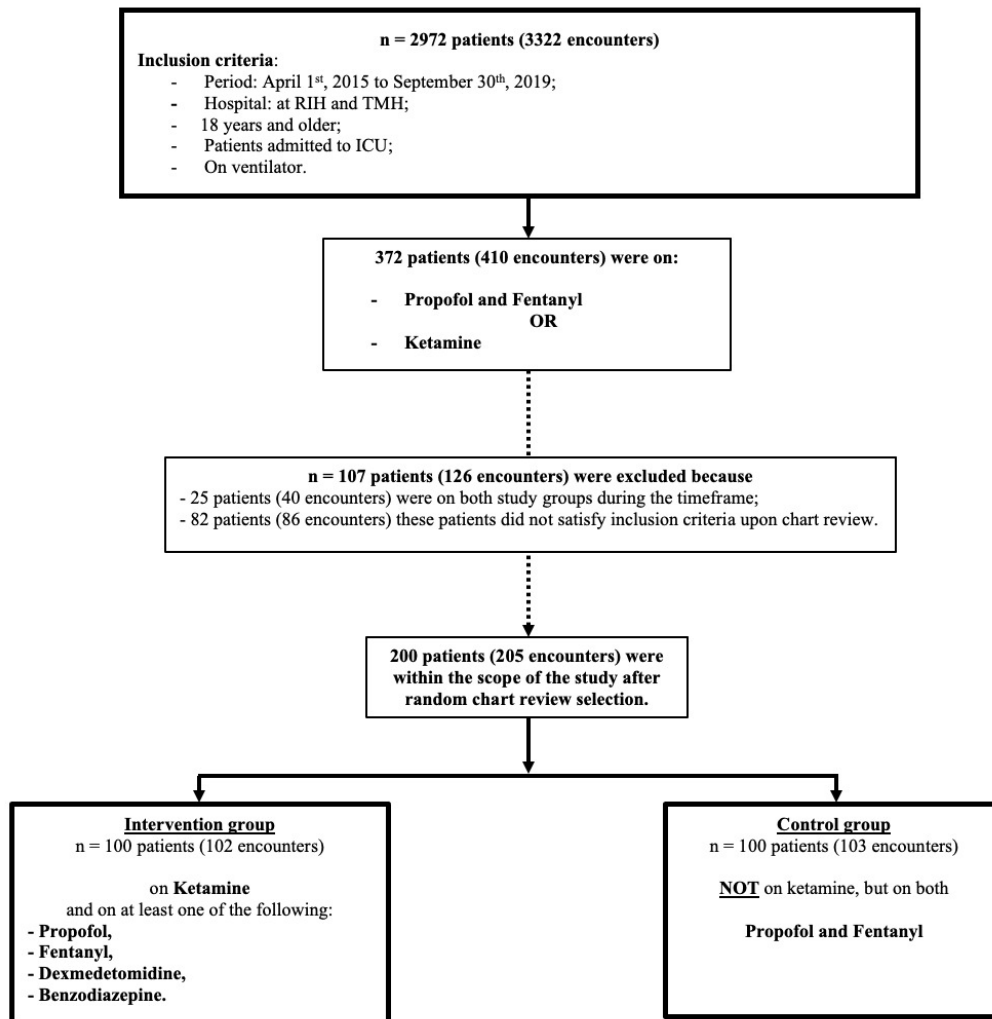 n = 2972 patients (3322 encounters)
Inclusion criteria:
- Period: April 1st, 2015 to September 30th, 2019;
- Hospital: at RIH and TMH;
- 18 years and older;
- Patients admitted to ICU;
- On ventilator.
372 patients (410 encounters) were on:
- Propofol and Fentanyl
OR
- Ketamine
n = 107 patients (126 encounters) were excluded because
- 25 patients (40 encounters) were on both study groups during the timeframe;
- 82 patients (86 encounters) these patients did not satisfy inclusion criteria upon chart review.
200 patients (205 encounters) were
within the scope of the study after
random chart review selection.
Intervention group
n = 100 patients (102 encounters)
on Ketamine
and on at least one of the following:
- Propofol,
- Fentanyl,
- Dexmedetomidine,
- Benzodiazepine.
Control group
n = 100 patients (103 encounters)
NOT on ketamine, but on both
Propofol and Fentanyl